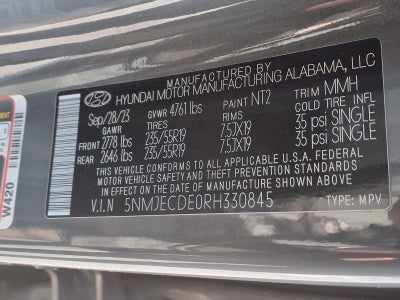 MANUFACTURED BY
HYUNDAI MOTOR MANUFACTURING ALABAMA, LLC
Sep/28/23 GVWR 4761 lbs PAINT NT2 TRIM MMH
GAWR TIRES RIMS COLD TIRE INFL
FRONT 2778 lbs 235/55R19 7.5JX19 35 psi SINGLE
REAR 2646 lbs 235/55R19 7.5JX19 35 psi SINGLE
THIS VEHICLE CONFORMS TO ALL APPLICABLE U.S.A. FEDERAL
MOTOR VEHICLE SAFETY AND THEFT PREVENTION STANDARDS
IN EFFECT ON THE DATE OF MANUFACTURE SHOWN ABOVE.
V.I.N 5NMJECDE0RH330845 TYPE: MPV
W420